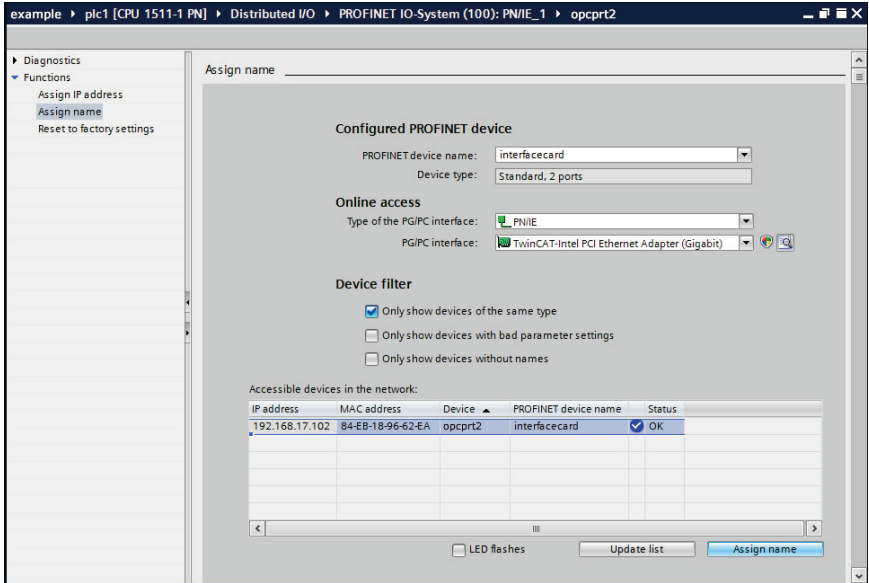 example ▸ plc1 [CPU 1511-1 PN] ▸ Distributed I/O ▸ PROFINET IO-System (100): PN/IE_1 ▸ opcprt2
Diagnostics
Functions
Assign IP address
Assign name
Reset to factory settings
Assign name
Configured PROFINET device
PROFINET device name: interfacecard
Device type: Standard, 2 ports
Online access
Type of the PG/PC interface: PN/IE
PG/PC interface: TwinCAT-Intel PCI Ethernet Adapter (Gigabit)
Device filter
Only show devices of the same type
Only show devices with bad parameter settings
Only show devices without names
Accessible devices in the network:
IP address MAC address Device PROFINET device name Status
192.168.17.102 84-EB-18-96-62-EA opcprt2 interfacecard OK
LED flashes Update list Assign name